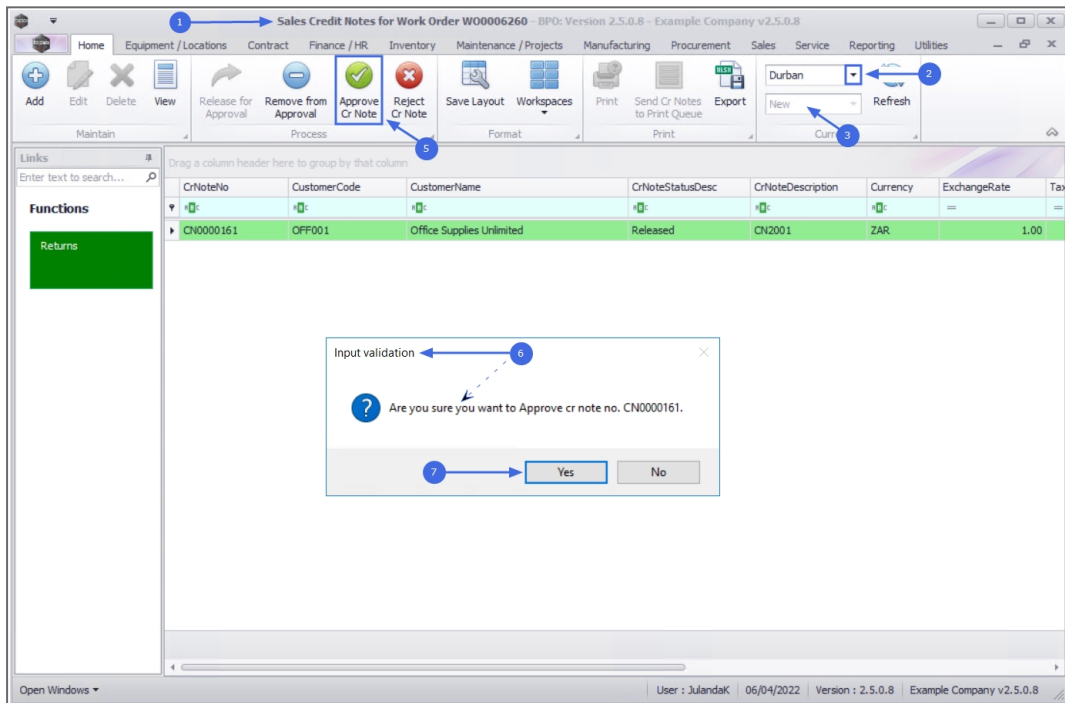 1
Sales Credit Notes for Work Order WO0006260 - BPO: Version 2.5.0.8 - Example Company v2.5.0.8
Home Equipment / Locations Contract Finance / HR Inventory Maintenance / Projects Manufacturing Procurement Sales Service Reporting Utilities
Add Edit Delete View Release for Approval Remove from Approval Approve Cr Note Reject Cr Note Save Layout Workspaces Print Send Cr Notes to Print Queue Export Durban Refresh
2
New
3
Maintain Process Format Print Curr
5
Links
Drag a column header here to group by that column
Enter text to search...
CrNoteNo CustomerCode CustomerName CrNoteStatusDesc CrNoteDescription Currency ExchangeRate Tax
Functions
= =
CN0000161 OFF001 Office Supplies Unlimited Released CN2001 ZAR 1.00
Returns
Input validation
6
Are you sure you want to Approve cr note no. CN0000161.
7
Yes No
Open Windows User : JulandaK 06/04/2022 Version : 2.5.0.8 Example Company v2.5.0.8